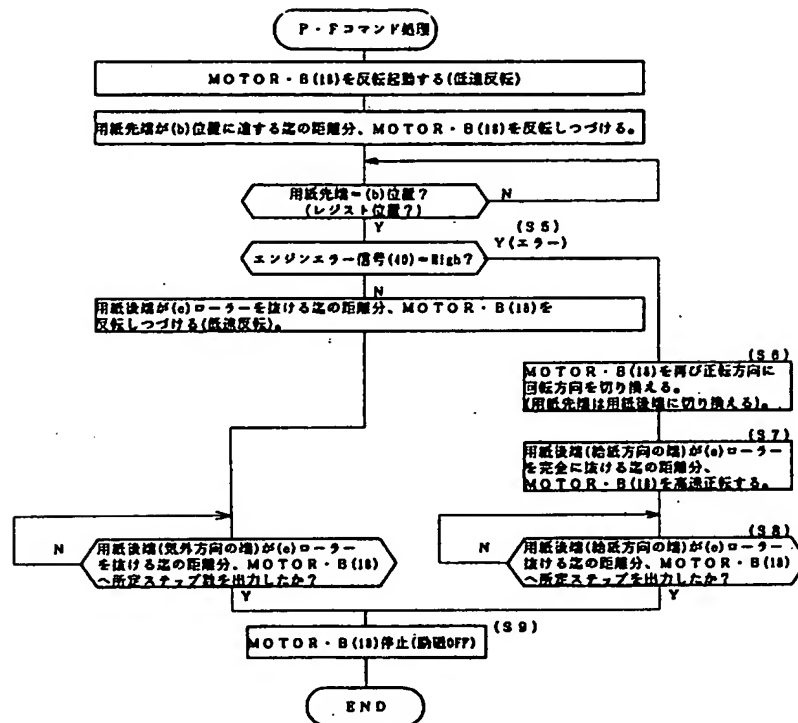 P・Fコマンド処理
MOTOR・B(18)を反転起動する(低速反転)
用紙先端が(b)位置に達する迄の距離分、MOTOR・B(18)を反転しつづける。
用紙先端=(b)位置?
(レジスト位置?)
N
Y
(S5)
Y(エラー)
エンジンエラー信号(40)=High?
N
用紙後端が(e)ローラーを抜ける迄の距離分、MOTOR・B(18)を
反転しつづける(低速反転)。
(S6)
MOTOR・B(18)を再び正転方向に
回転方向を切り換える。
(用紙先端は用紙後端に切り換える)。
(S7)
用紙後端(給紙方向の端)が(e)ローラー
を完全に抜ける迄の距離分、
MOTOR・B(18)を高速正転する。
N
用紙後端(気外方向の端)が(e)ローラー
を抜ける迄の距離分、MOTOR・B(18)
へ所定ステップ数を出力したか?
Y
(S8)
N
用紙後端(給紙方向の端)が(e)ローラー
抜ける迄の距離分、MOTOR・B(18)
へ所定ステップを出力したか?
Y
(S9)
MOTOR・B(18)停止(励磁OFF)
END